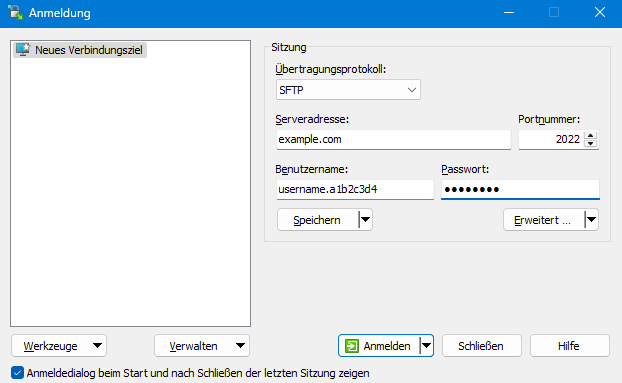 Anmeldung
Neues Verbindungsziel
Sitzung
Übertragungsprotokoll:
SFTP
Serveradresse: Portnummer:
example.com 2022
Benutzername: Passwort:
username.a1b2c3d4 ●●●●●●●●
Speichern Erweitert ...
Werkzeuge Verwalten Anmelden Schließen Hilfe
Anmeldedialog beim Start und nach Schließen der letzten Sitzung zeigen